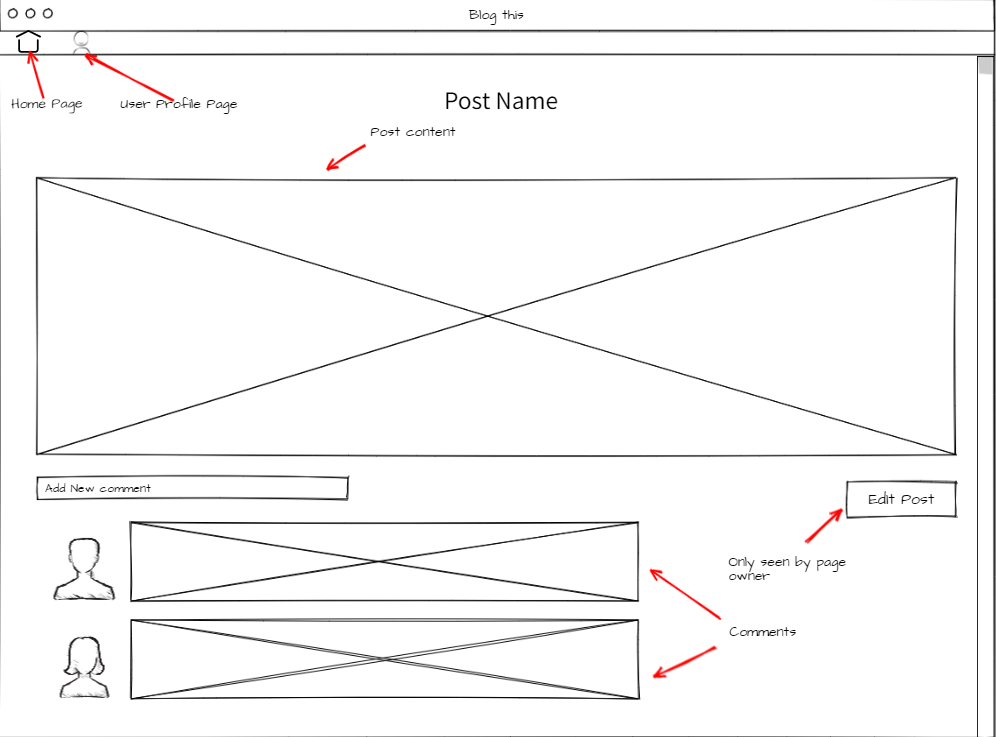 Blog this
Home Page
User Profile Page
Post Name
Post content
Add New comment
Edit Post
Only seen by page
owner
Comments